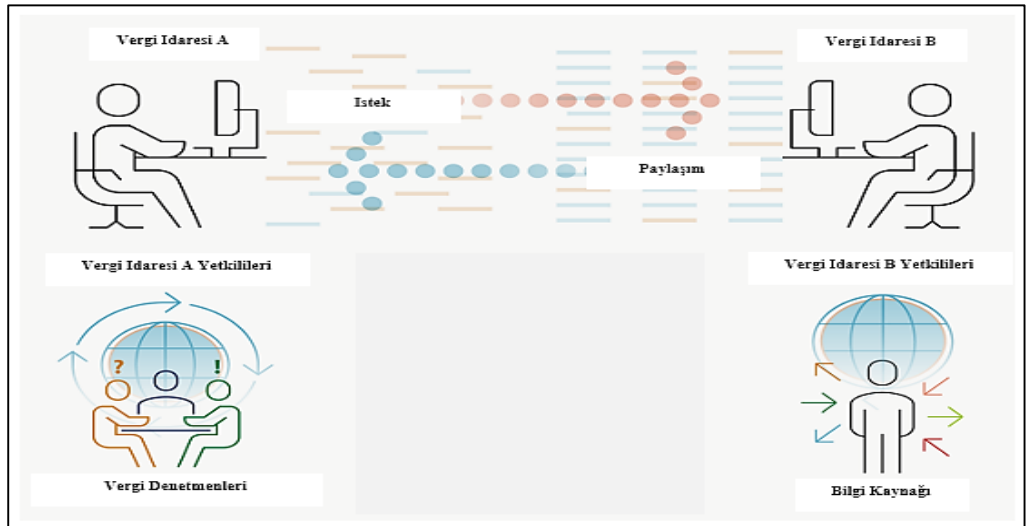 Vergi Idaresi A
Vergi Idaresi B
Istek
Paylaşım
Vergi Idaresi A Yetkilileri
Vergi Idaresi B Yetkilileri
?
!
Vergi Denetmenleri
Bilgi Kaynağı